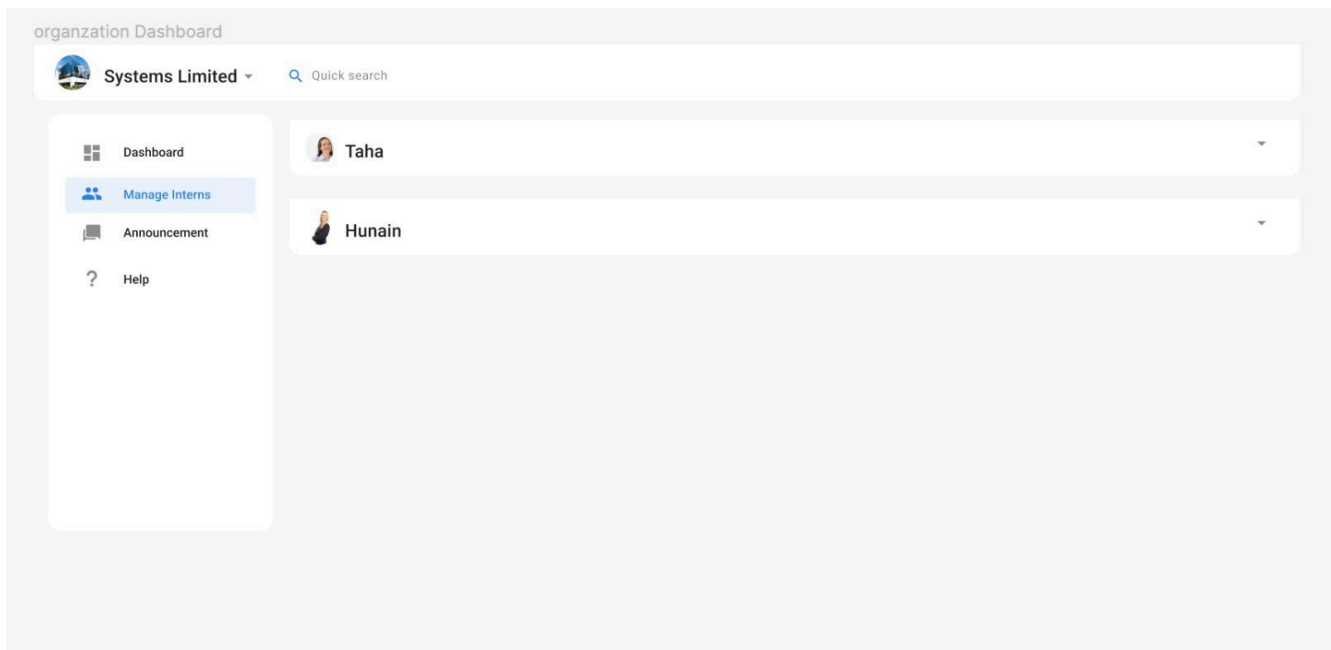 organzation Dashboard
Systems Limited
Quick search
Dashboard
Manage Interns
Announcement
Help
Taha
Hunain